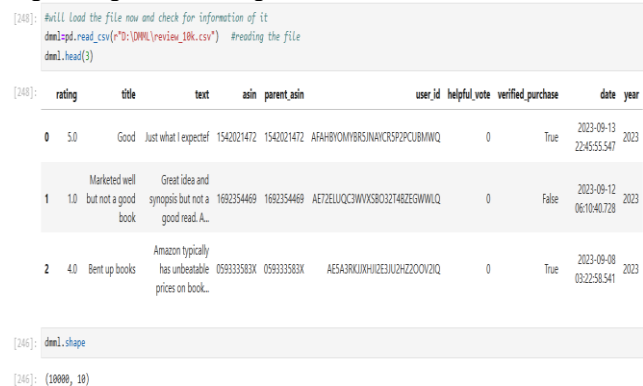 [248]: #will load the file now and check for information of it
dmml=pd.read_csv(r"D:\DMML\review_10k.csv") #reading the file
dmml.head(3)
[248]: rating title text asin parent_asin user_id helpful_vote verified_purchase date year
0 5.0 Good Just what I expectef 1542021472 1542021472 AFAHBYOMYBR5JNAYCR5P2PCUBMWQ 0 True 2023-09-13 22:45:55.547 2023
1 1.0 Marketed well but not a good book Great idea and synopsis but not a good read. A... 1692354469 1692354469 AE72ELUQC3WVXSBO32T4BZEGWWLQ 0 False 2023-09-12 06:10:40.728 2023
2 4.0 Bent up books Amazon typically has unbeatable prices on book... 059333583X 059333583X AE5A3RKJJXHJI2E3JU2HZ2OOV2IQ 0 True 2023-09-08 03:22:58.541 2023
[246]: dmml.shape
[246]: (10000, 10)